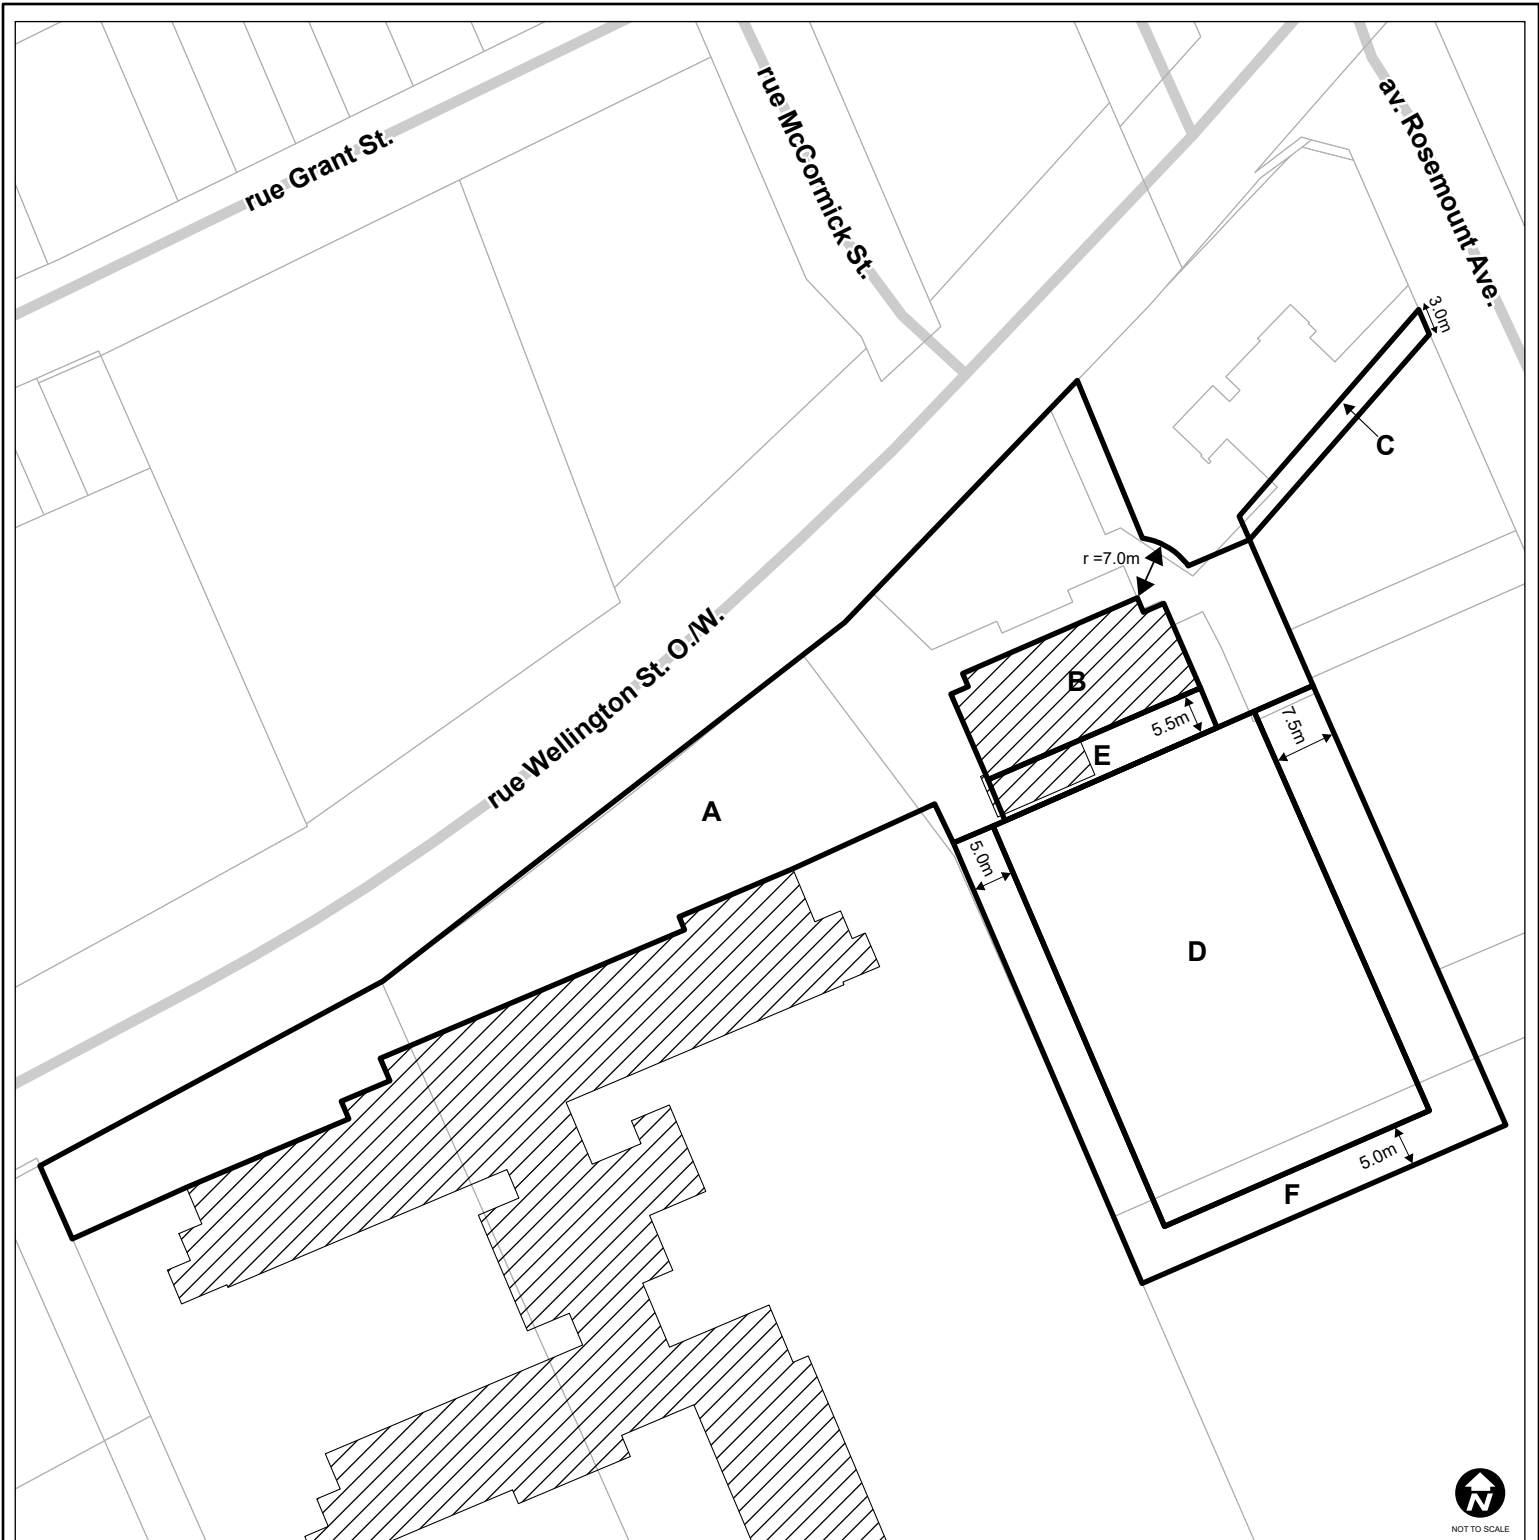 rue Grant St.
rue McCormick St.
av. Rosemount Ave.
3.0m
C
r =7.0m
rue Wellington St. O./W.
B
5.5m
7.5m
E
A
5.0m
D
5.0m
F
N
NOT TO SCALE